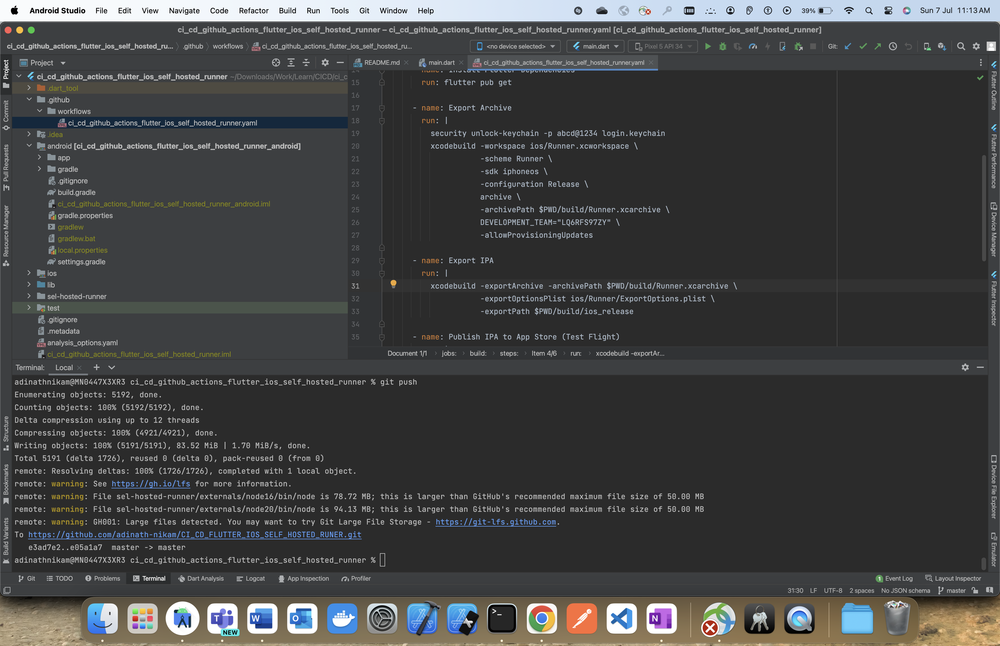 Android Studio File Edit View Navigate Code Refactor Build Run Tools Git Window Help 39% Sun 7 Jul 11:13 AM
ci_cd_github_actions_flutter_ios_self_hosted_runner – ci_cd_github_actions_flutter_ios_self_hosted_runner.yaml [ci_cd_github_actions_flutter_ios_self_hosted_runner]
ci_cd_github_actions_flutter_ios_self_hosted_ru... .github workflows ci_cd_github_actions_flutter_ios_self_hosted_ru... <no device selected> main.dart Pixel 5 API 34 Git:
Project
README.md main.dart ci_cd_github_actions_flutter_ios_self_hosted_runner.yaml
ci_cd_github_actions_flutter_ios_self_hosted_runner ~/Downloads/Work/Learn/CICD/ci_c
.dart_tool
.github
workflows
ci_cd_github_actions_flutter_ios_self_hosted_runner.yaml
.idea
android [ci_cd_github_actions_flutter_ios_self_hosted_runner_android]
app
gradle
.gitignore
build.gradle
ci_cd_github_actions_flutter_ios_self_hosted_runner_android.iml
gradle.properties
gradlew
gradlew.bat
local.properties
settings.gradle
ios
lib
sel-hosted-runner
test
.gitignore
.metadata
analysis_options.yaml
ci_cd_github_actions_flutter_ios_self_hosted_runner.iml
14 name: Install Flutter Dependencies
15 run: flutter pub get
16
17 - name: Export Archive
18 run: |
19 security unlock-keychain -p abcd@1234 login.keychain
20 xcodebuild -workspace ios/Runner.xcworkspace \
21 -scheme Runner \
22 -sdk iphoneos \
23 -configuration Release \
24 archive \
25 -archivePath $PWD/build/Runner.xcarchive \
26 DEVELOPMENT_TEAM="LQ6RFS97ZY" \
27 -allowProvisioningUpdates
28
29 - name: Export IPA
30 run: |
31 xcodebuild -exportArchive -archivePath $PWD/build/Runner.xcarchive \
32 -exportOptionsPlist ios/Runner/ExportOptions.plist \
33 -exportPath $PWD/build/ios_release
34
35 - name: Publish IPA to App Store (Test Flight)
Document 1/1 jobs: build: steps: Item 4/6 run: xcodebuild -exportAr...
Project
Commit
Pull Requests
Resource Manager
Structure
Bookmarks
Build Variants
Flutter Outline
Flutter Performance
Device Manager
Flutter Inspector
Device File Explorer
Emulator
Terminal: Local
adinathnikam@MN0447X3XR3 ci_cd_github_actions_flutter_ios_self_hosted_runner % git push
Enumerating objects: 5192, done.
Counting objects: 100% (5192/5192), done.
Delta compression using up to 12 threads
Compressing objects: 100% (4921/4921), done.
Writing objects: 100% (5191/5191), 83.52 MiB | 1.70 MiB/s, done.
Total 5191 (delta 1726), reused 0 (delta 0), pack-reused 0 (from 0)
remote: Resolving deltas: 100% (1726/1726), completed with 1 local object.
remote: warning: See https://gh.io/lfs for more information.
remote: warning: File sel-hosted-runner/externals/node16/bin/node is 78.72 MB; this is larger than GitHub's recommended maximum file size of 50.00 MB
remote: warning: File sel-hosted-runner/externals/node20/bin/node is 94.13 MB; this is larger than GitHub's recommended maximum file size of 50.00 MB
remote: warning: GH001: Large files detected. You may want to try Git Large File Storage - https://git-lfs.github.com.
To https://github.com/adinath-nikam/CI_CD_FLUTTER_IOS_SELF_HOSTED_RUNER.git
e3ad7e2..e05a1a7 master -> master
adinathnikam@MN0447X3XR3 ci_cd_github_actions_flutter_ios_self_hosted_runner %
Git TODO Problems Terminal Dart Analysis Logcat App Inspection Profiler 1 Event Log Layout Inspector
31:30 LF UTF-8 2 spaces No JSON schema master
T NEW W O >_ N